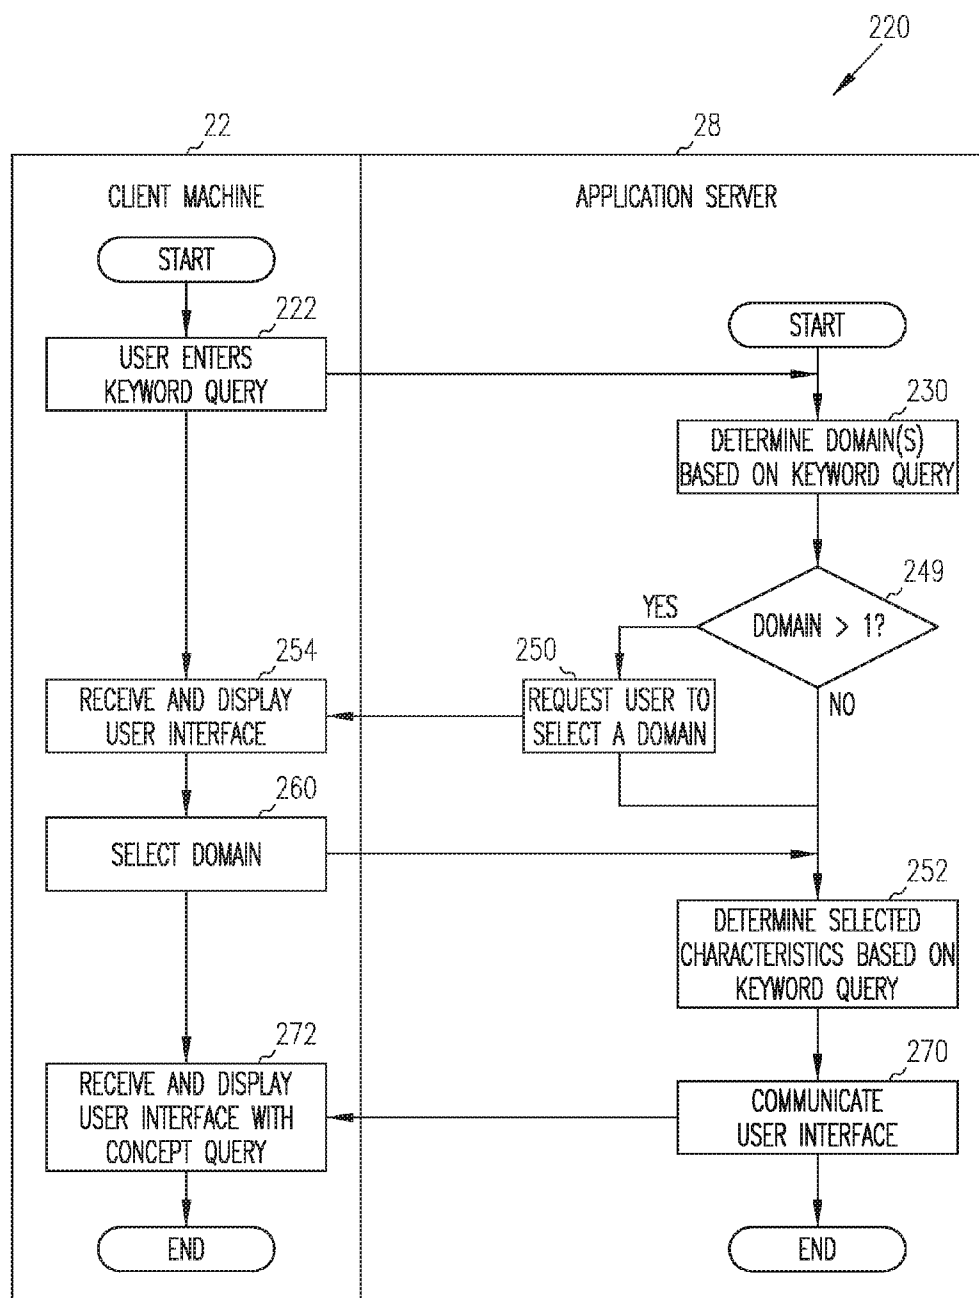 220
22
28
CLIENT MACHINE
APPLICATION SERVER
START
222
USER ENTERS
KEYWORD QUERY
START
230
DETERMINE DOMAIN(S)
BASED ON KEYWORD QUERY
249
DOMAIN > 1?
YES
NO
250
REQUEST USER TO
SELECT A DOMAIN
254
RECEIVE AND DISPLAY
USER INTERFACE
260
SELECT DOMAIN
252
DETERMINE SELECTED
CHARACTERISTICS BASED ON
KEYWORD QUERY
270
COMMUNICATE
USER INTERFACE
272
RECEIVE AND DISPLAY
USER INTERFACE WITH
CONCEPT QUERY
END
END